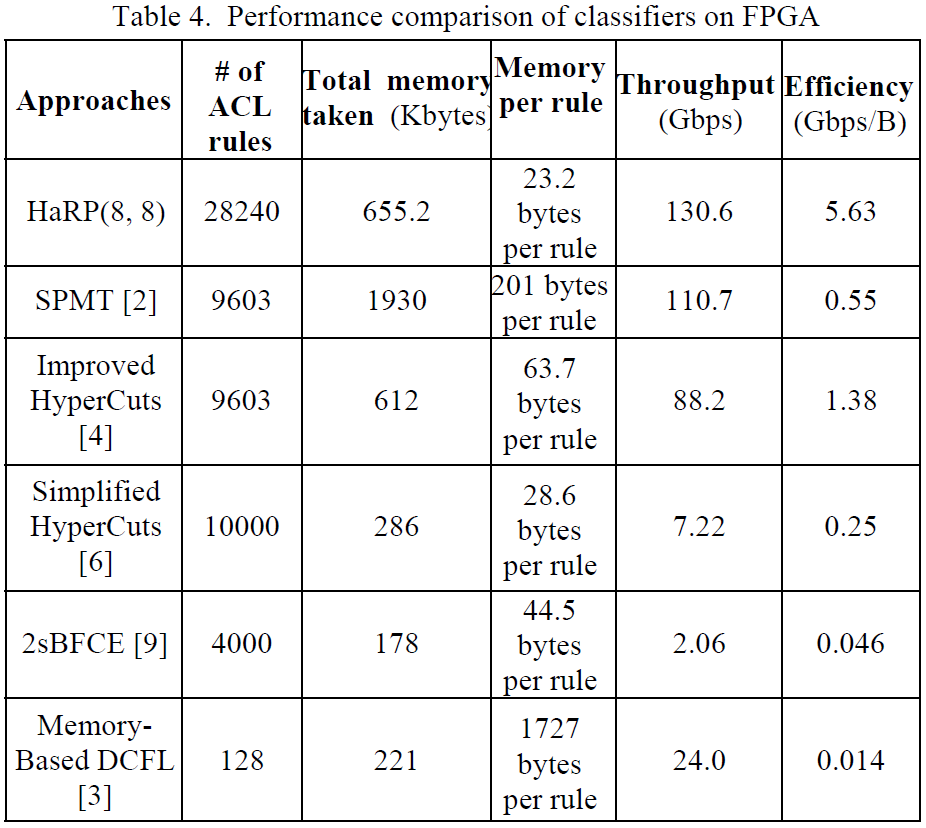 Table 4. Performance comparison of classifiers on FPGA
Approaches
# of
ACL
rules
Total memory
taken (Kbytes)
Memory
per rule
Throughput
(Gbps)
Efficiency
(Gbps/B)
HaRP(8, 8)
28240
655.2
23.2
bytes
per rule
130.6
5.63
SPMT [2]
9603
1930
201 bytes
per rule
110.7
0.55
Improved
HyperCuts
[4]
9603
612
63.7
bytes
per rule
88.2
1.38
Simplified
HyperCuts
[6]
10000
286
28.6
bytes
per rule
7.22
0.25
2sBFCE [9]
4000
178
44.5
bytes
per rule
2.06
0.046
Memory-
Based DCFL
[3]
128
221
1727
bytes
per rule
24.0
0.014